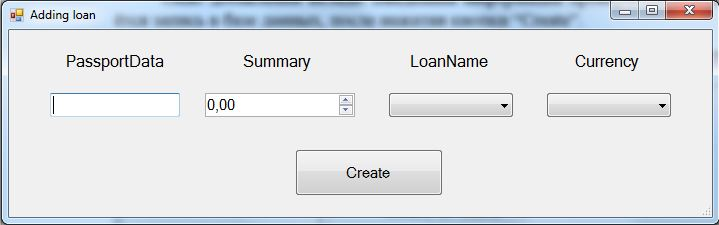 Adding loan
PassportData Summary LoanName Currency
0,00
Create